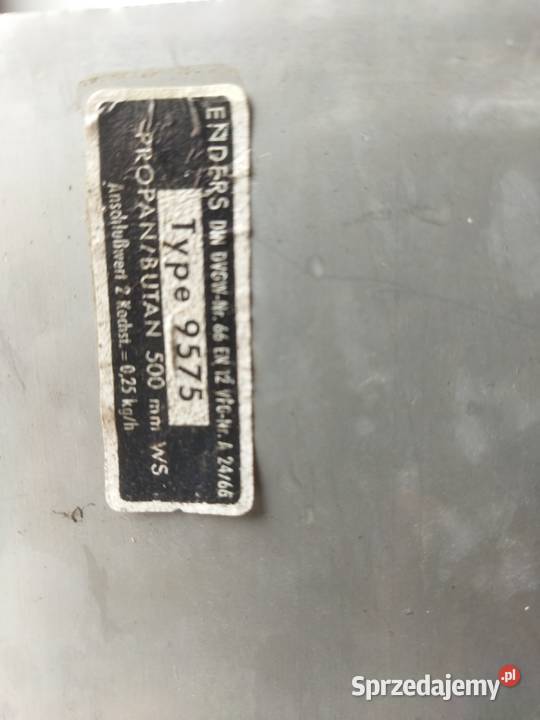 ENDERS DIN DVGW-Nr. 66 EK 12 VFG-Nr. A 24/66
Type 9575
PROPAN/BUTAN 500 mm WS
Anschlußwert 2 Kochst. = 0,25 kg/h
Sprzedajemy.pl